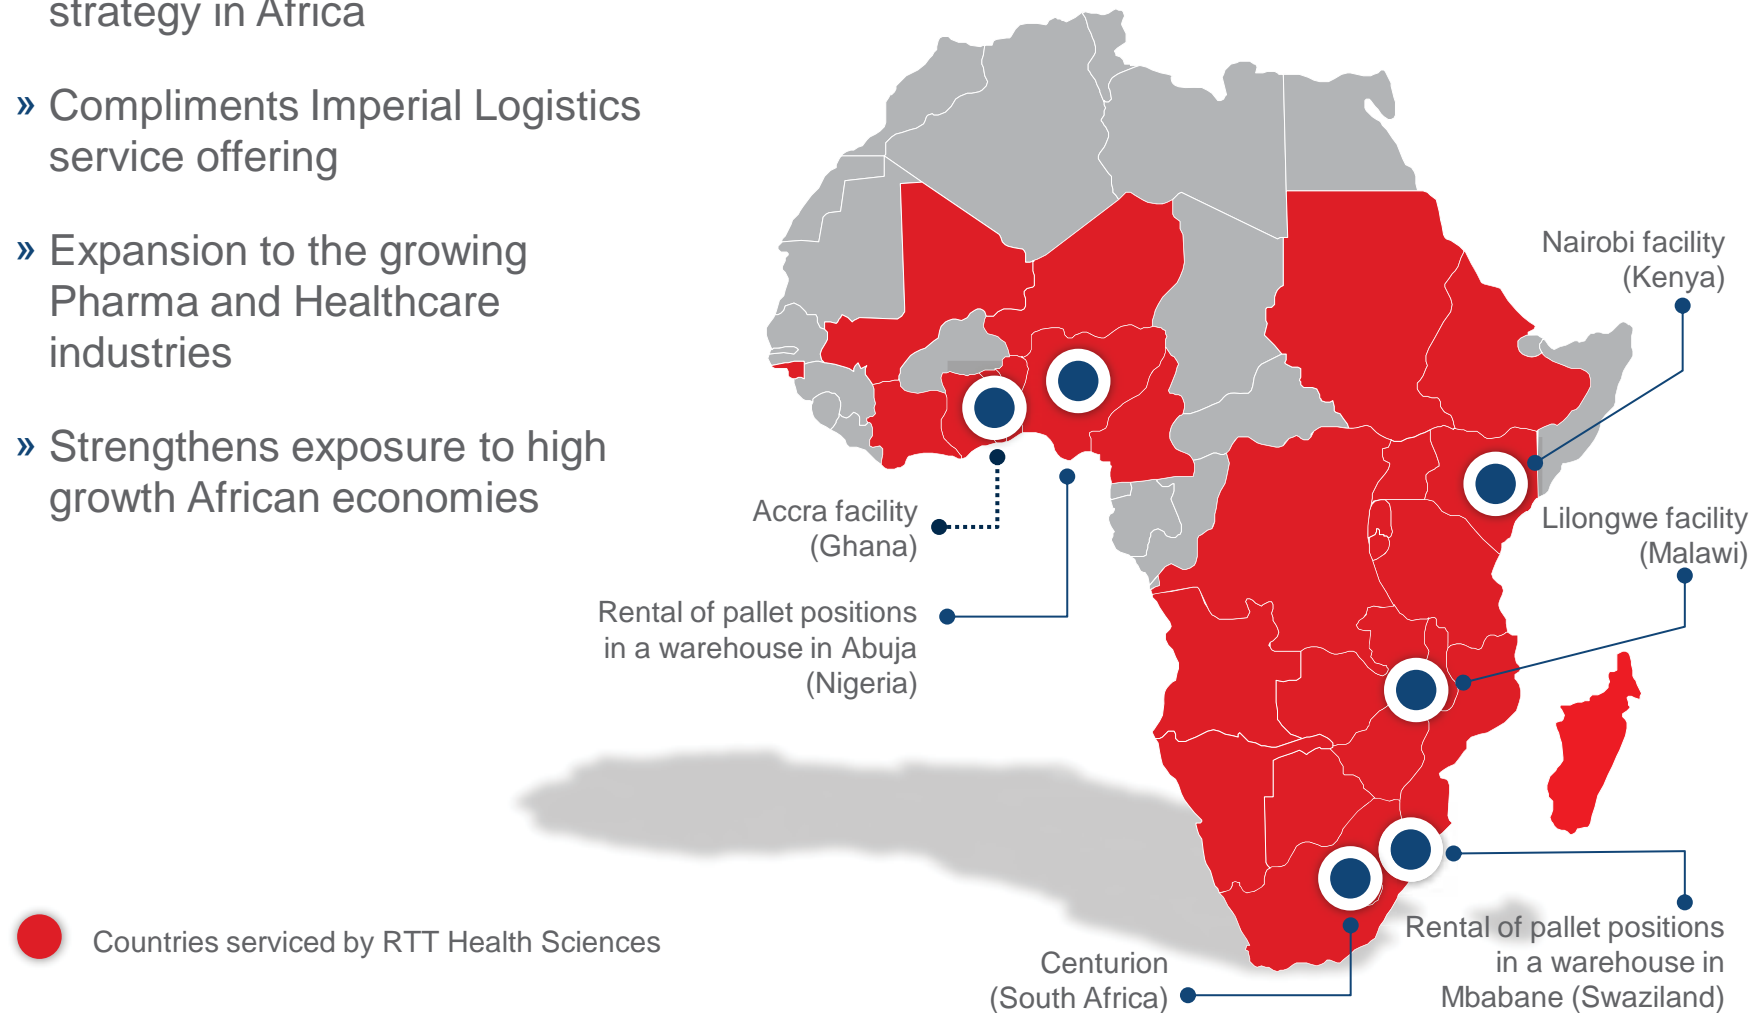 strategy in Africa
» Compliments Imperial Logistics
service offering
» Expansion to the growing
Pharma and Healthcare
industries
» Strengthens exposure to high
growth African economies
Nairobi facility
(Kenya)
Lilongwe facility
(Malawi)
Accra facility
(Ghana)
Rental of pallet positions
in a warehouse in Abuja
(Nigeria)
Countries serviced by RTT Health Sciences
Centurion
(South Africa)
Rental of pallet positions
in a warehouse in
Mbabane (Swaziland)